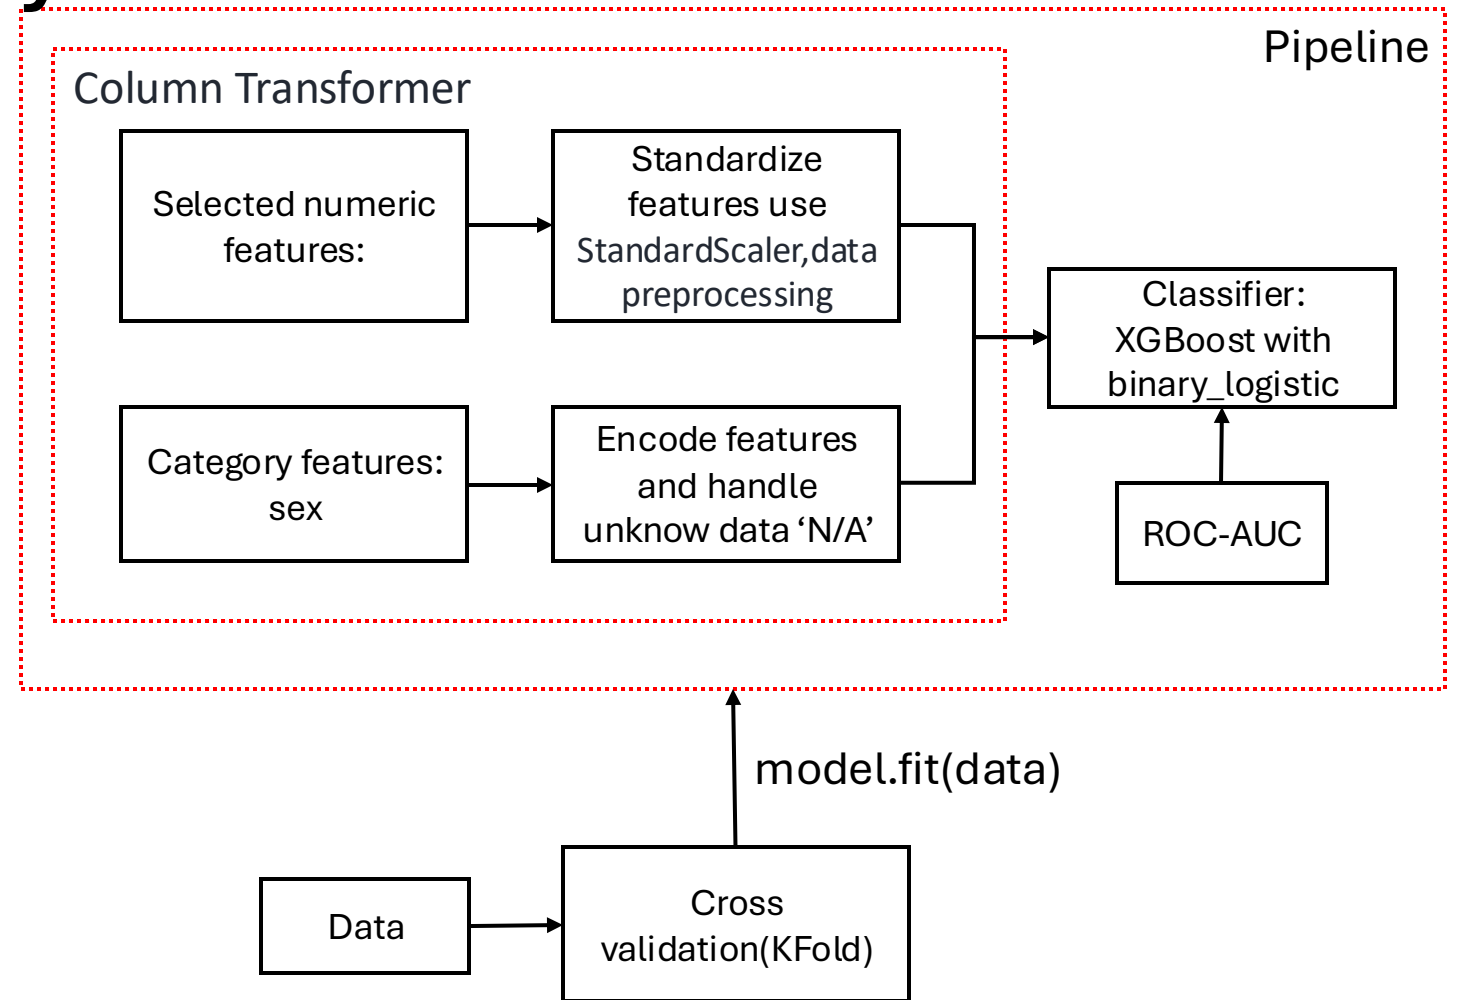 Pipeline
Column Transformer
Selected numeric
features:
Standardize
features use
StandardScaler,data
preprocessing
Classifier:
XGBoost with
binary_logistic
Category features:
sex
Encode features
and handle
unknow data ‘N/A’
ROC-AUC
model.fit(data)
Data
Cross
validation(KFold)